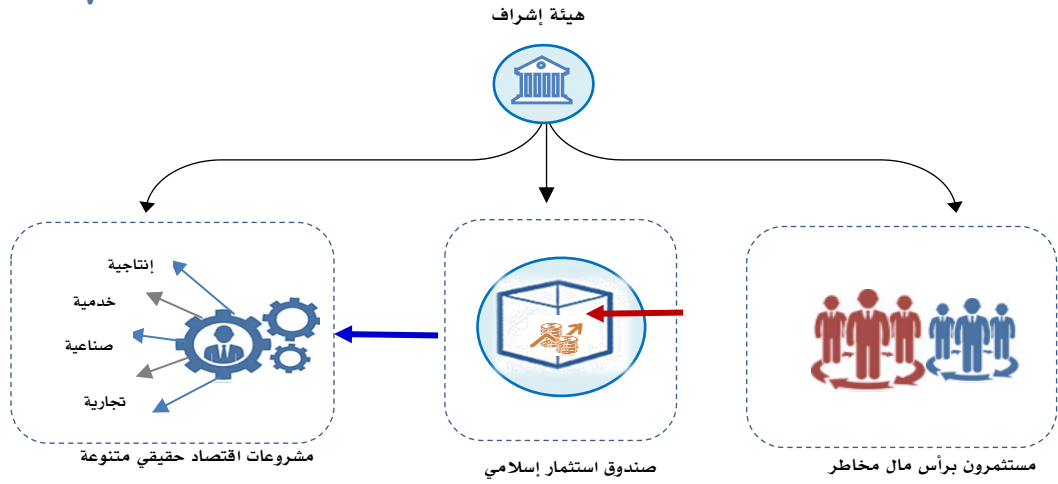 هيئة إشراف
إنتاجية
خدمية
صناعية
تجارية
مستثمرون برأس مال مخاطر
صندوق استثمار إسلامي
مشروعات اقتصاد حقيقي متنوعة